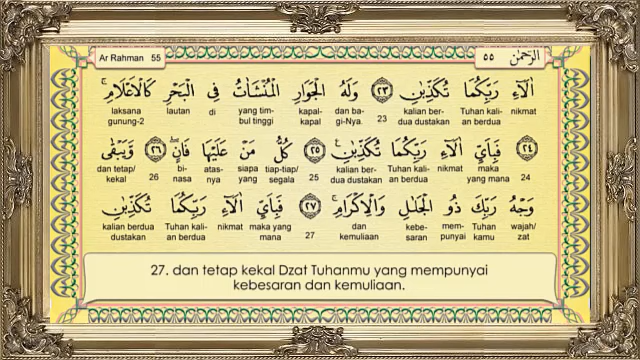 Ar Rahman 55
٥٥ الرحمن
آلَآءِ رَبِّكُمَا تُكَذِّبٰنِ ٢٣ وَلَهُ الْجَوَارِ الْمُنْشَاٰتُ فِى الْبَحْرِ كَالْاَعْلَامِ
nikmat Tuhan kalian berdua kalian berdua dustakan 23 dan bagi-Nya kapal-kapal yang timbul tinggi di lautan laksana gunung-2
٢٤ فَبِاَيِّ اٰلَآءِ رَبِّكُمَا تُكَذِّبٰنِ ٢٥ كُلُّ مَنْ عَلَيْهَا فَانٍ ٢٦ وَّيَبْقٰى
24 maka yang mana nikmat Tuhan kalian berdua kalian berdua dustakan 25 tiap-tiap/segala siapa yang atasnya binasa 26 dan tetap/kekal
وَجْهُ رَبِّكَ ذُو الْجَلٰلِ وَالْاِكْرَامِ ٢٧ فَبِاَيِّ اٰلَآءِ رَبِّكُمَا تُكَذِّبٰنِ
wajah/zat Tuhan kamu mempunyai kebesaran dan kemuliaan 27 maka yang mana nikmat Tuhan kalian berdua kalian berdua dustakan
27. dan tetap kekal Dzat Tuhanmu yang mempunyai
kebesaran dan kemuliaan.